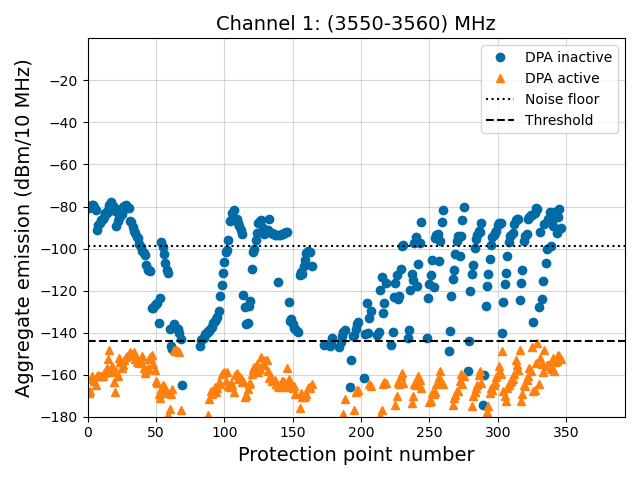 Channel 1: (3550-3560) MHz
Aggregate emission (dBm/10 MHz)
−20
−40
−60
−80
−100
−120
−140
−160
−180
DPA inactive
DPA active
Noise floor
Threshold
0 50 100 150 200 250 300 350
Protection point number